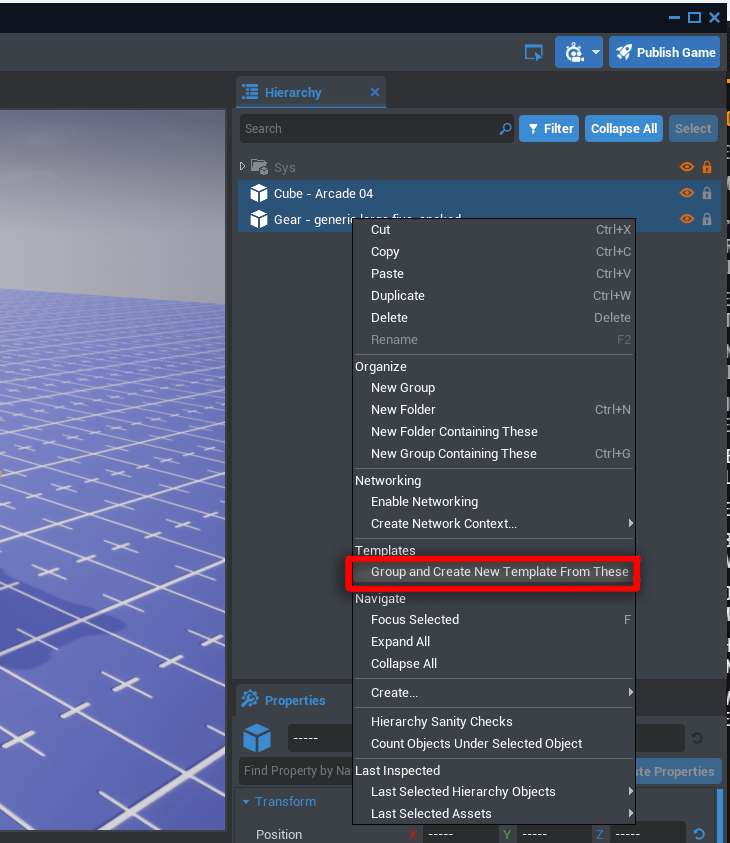 Publish Game
Hierarchy
Search
Filter
Collapse All
Select
Sys
Cube - Arcade 04
Gear - generic large five-spoked
Cut Ctrl+X
Copy Ctrl+C
Paste Ctrl+V
Duplicate Ctrl+W
Delete Delete
Rename F2
Organize
New Group
New Folder Ctrl+N
New Folder Containing These
New Group Containing These Ctrl+G
Networking
Enable Networking
Create Network Context...
Templates
Group and Create New Template From These
Navigate
Focus Selected F
Expand All
Collapse All
Create...
Hierarchy Sanity Checks
Count Objects Under Selected Object
Last Inspected
Last Selected Hierarchy Objects
Last Selected Assets
Properties
-----
Find Property by Na
ste Properties
Transform
Position X ----- Y ----- Z -----